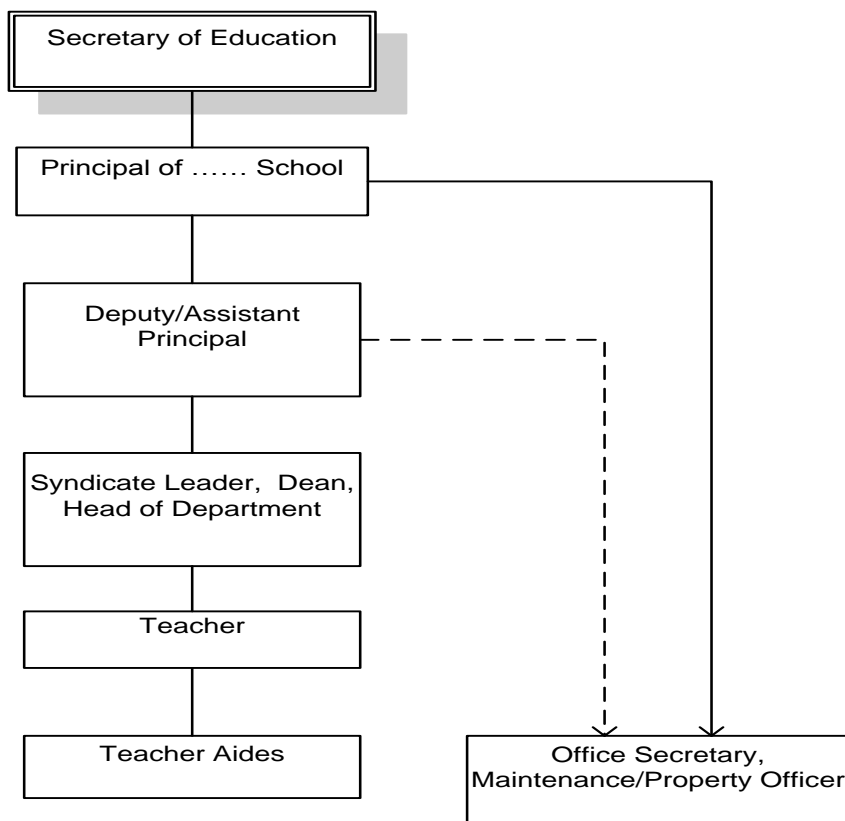 Secretary of Education
Principal of …… School
Deputy/Assistant
Principal
Syndicate Leader, Dean,
Head of Department
Teacher
Teacher Aides
Office Secretary,
Maintenance/Property Officer